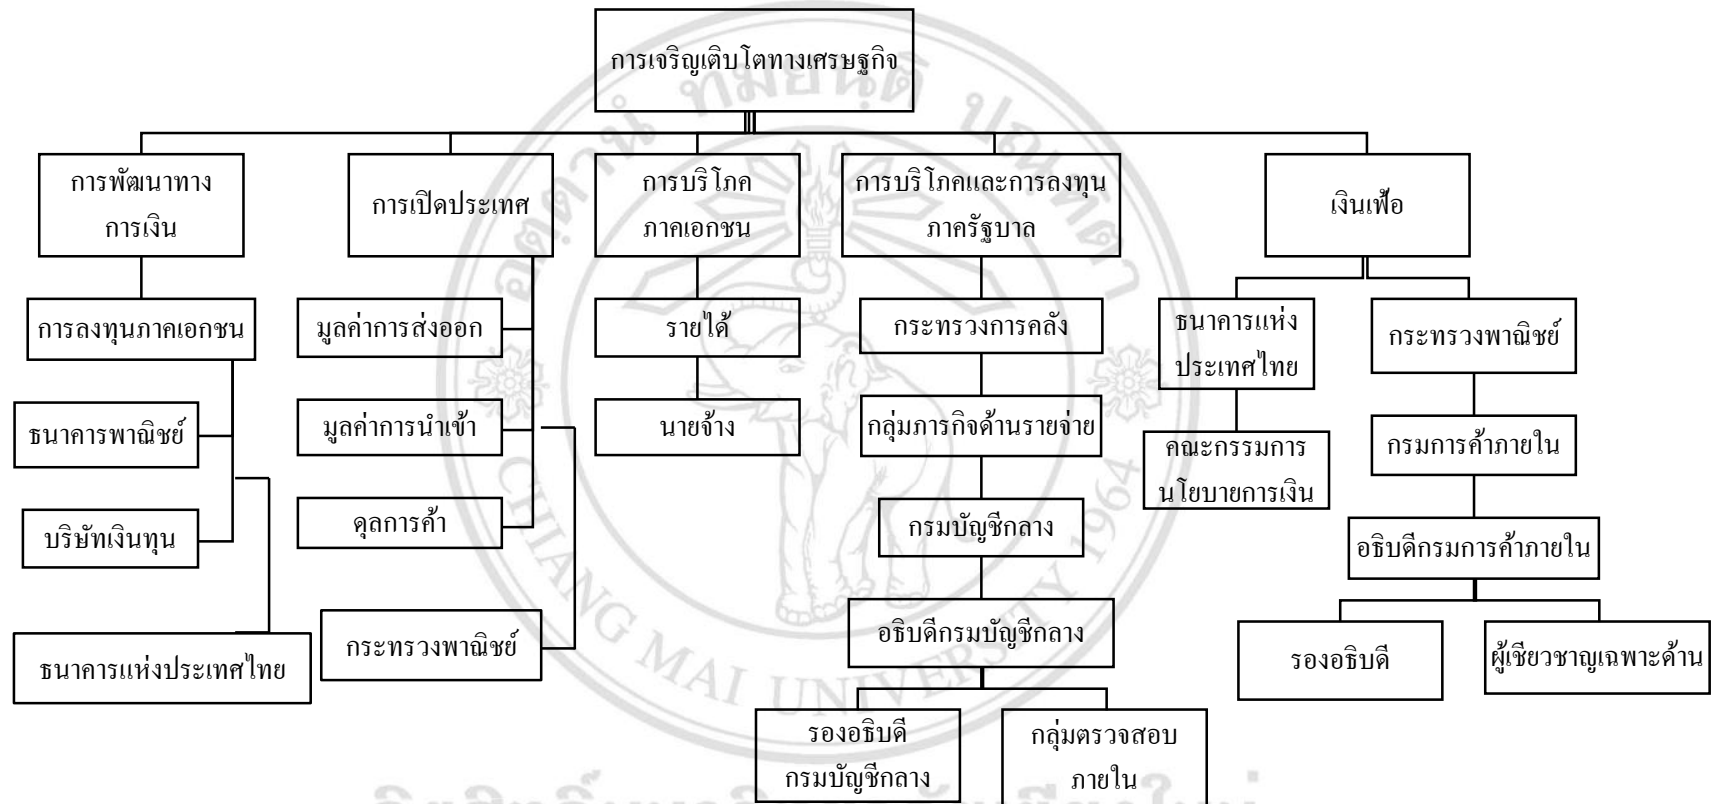 การเจริญเติบโตทางเศรษฐกิจ
การพัฒนาทาง
การเงิน
การเปิดประเทศ
การบริโภค
ภาคเอกชน
การบริโภคและการลงทุน
ภาครัฐบาล
เงินเฟ้อ
การลงทุนภาคเอกชน
ธนาคารพาณิชย์
บริษัทเงินทุน
ธนาคารแห่งประเทศไทย
มูลค่าการส่งออก
มูลค่าการนำเข้า
ดุลการค้า
กระทรวงพาณิชย์
รายได้
นายจ้าง
กระทรวงการคลัง
กลุ่มภารกิจด้านรายจ่าย
กรมบัญชีกลาง
อธิบดีกรมบัญชีกลาง
รองอธิบดี
กรมบัญชีกลาง
กลุ่มตรวจสอบ
ภายใน
ธนาคารแห่ง
ประเทศไทย
คณะกรรมการ
นโยบายการเงิน
กระทรวงพาณิชย์
กรมการค้าภายใน
อธิบดีกรมการค้าภายใน
รองอธิบดี
ผู้เชียวชาญเฉพาะด้าน
CHIANG MAI UNIVERSITY 1964